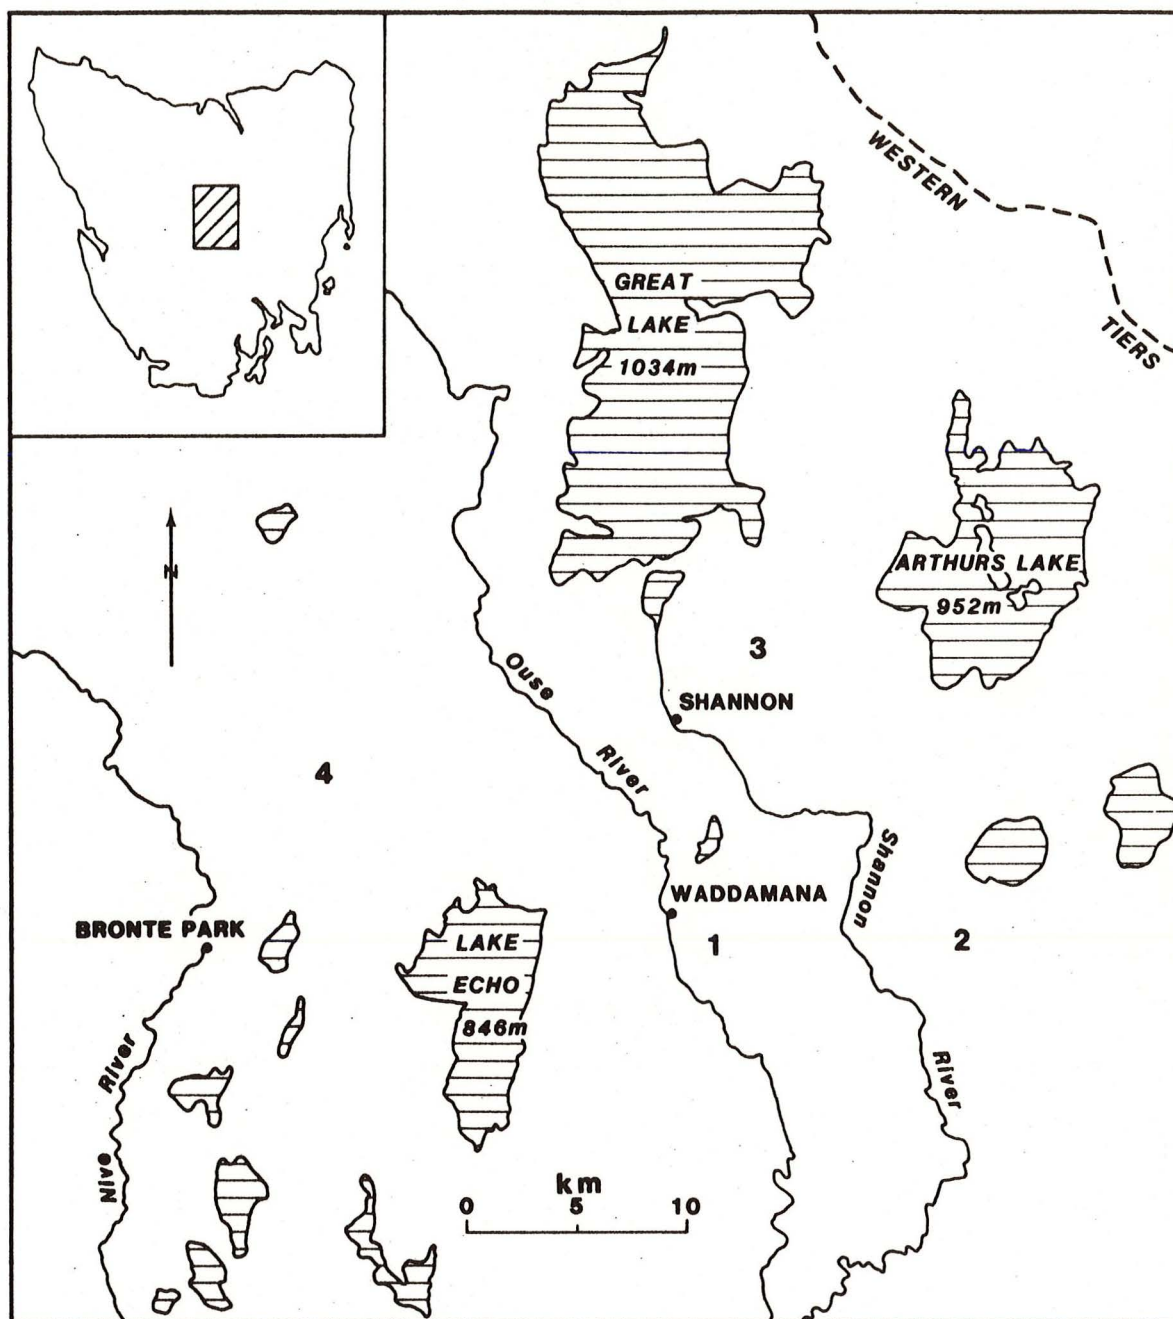 WESTERN
TIERS
GREAT
LAKE
1034m
ARTHURS LAKE
952m
N
3
Ouse
River
SHANNON
4
Shannon
River
WADDAMANA
BRONTE PARK
1
2
LAKE
ECHO
846m
Nive
River
km
0 5 10